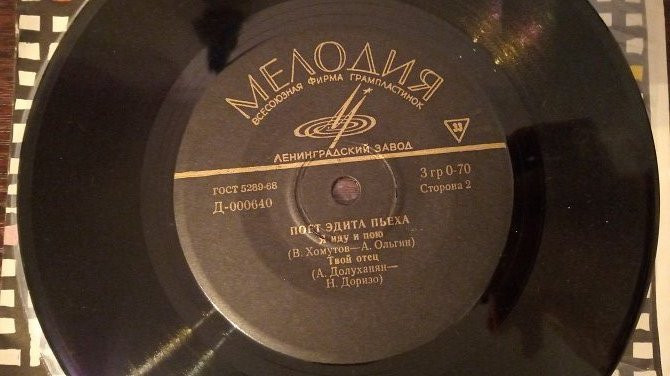 МЕЛОДИЯ
ВСЕСОЮЗНАЯ ФИРМА ГРАМПЛАСТИНОК
33
ЛЕНИНГРАДСКИЙ ЗАВОД
ГОСТ 5289-68
3 гр 0-70
Д-000640
Сторона 2
ПОЕТ ЭДИТА ПЬЕХА
Я иду и пою
(В. Хомутов—А. Ольгин)
Твой отец
(А. Долуханян—
Н. Доризо)